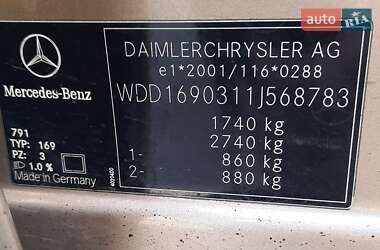 auto RIA
DAIMLERCHRYSLER AG
e1*2001/116*0288
WDD1690311J568783
Mercedes-Benz
1740 kg
2740 kg
1- 860 kg
2- 880 kg
791
TYP: 169
PZ: 3
1.0 %
Made in Germany